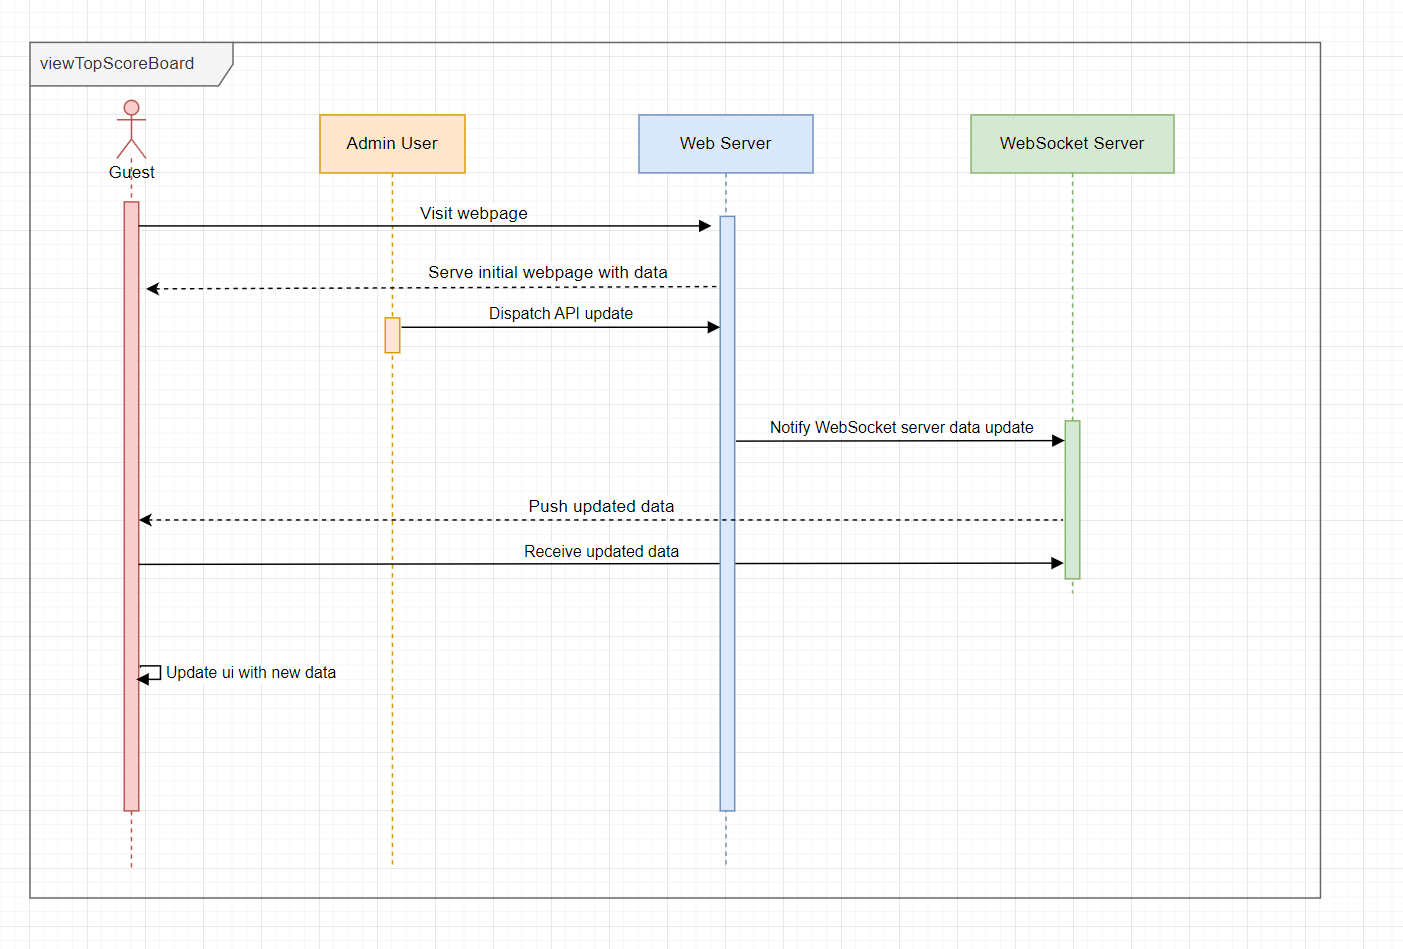 viewTopScoreBoard
Guest
Admin User
Web Server
WebSocket Server
Visit webpage
Serve initial webpage with data
Dispatch API update
Notify WebSocket server data update
Push updated data
Receive updated data
Update ui with new data